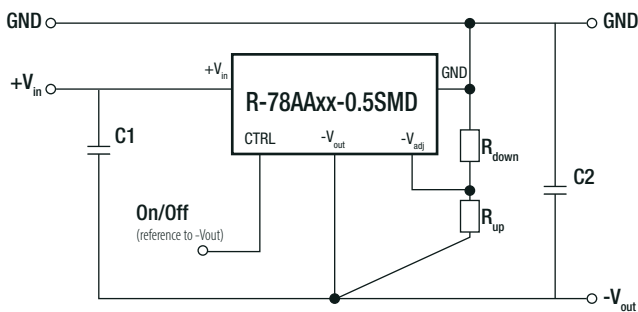 GND
GND
+Vin
+Vin
GND
R-78AAxx-0.5SMD
C1
CTRL
-Vout
-Vadj
Rdown
C2
On/Off
(reference to -Vout)
Rup
-Vout